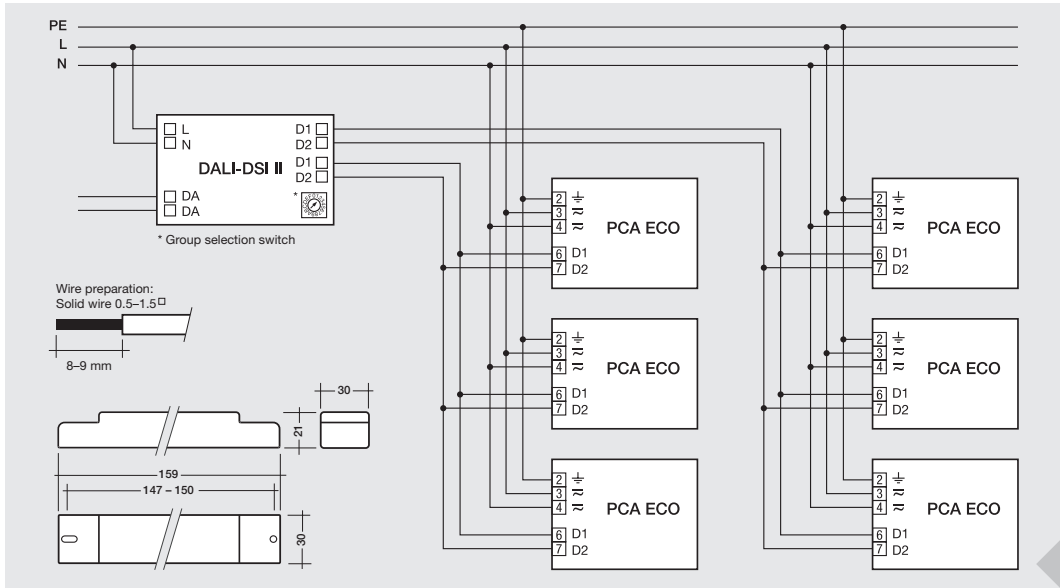 PE
L
N
L
N
D1
D2
DALI-DSI II
D1
D2
DA
DA
*
* Group selection switch
Wire preparation:
Solid wire 0.5–1.5□
8–9 mm
30
21
159
147 – 150
30
2
3
4
PCA ECO
6 D1
7 D2
2
3
4
PCA ECO
6 D1
7 D2
2
3
4
PCA ECO
6 D1
7 D2
2
3
4
PCA ECO
6 D1
7 D2
2
3
4
PCA ECO
6 D1
7 D2
2
3
4
PCA ECO
6 D1
7 D2